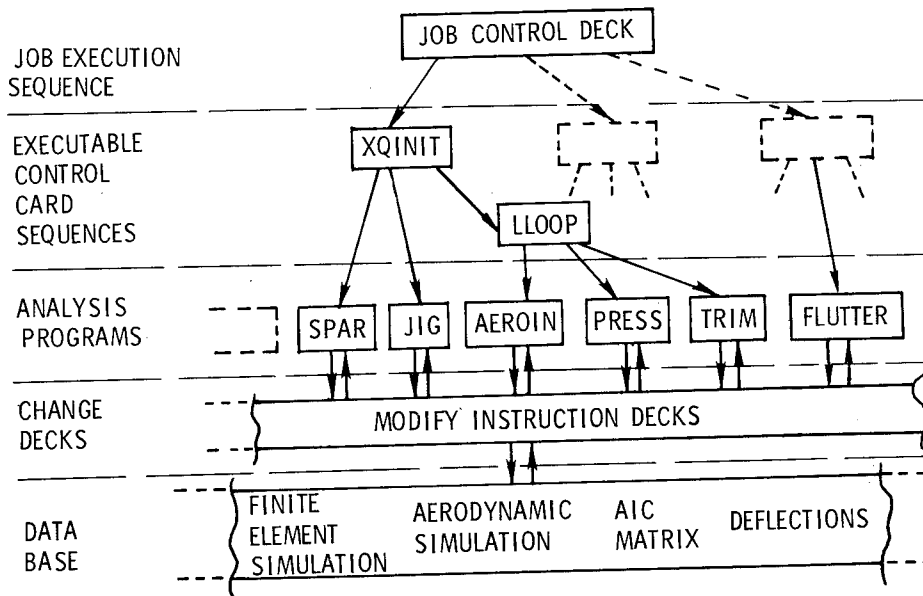 JOB CONTROL DECK
JOB EXECUTION
SEQUENCE
EXECUTABLE
CONTROL
CARD
SEQUENCES
XQINIT
LLOOP
ANALYSIS
PROGRAMS
SPAR
JIG
AEROIN
PRESS
TRIM
FLUTTER
CHANGE
DECKS
MODIFY INSTRUCTION DECKS
DATA
BASE
FINITE
ELEMENT
SIMULATION
AERODYNAMIC
SIMULATION
AIC
MATRIX
DEFLECTIONS